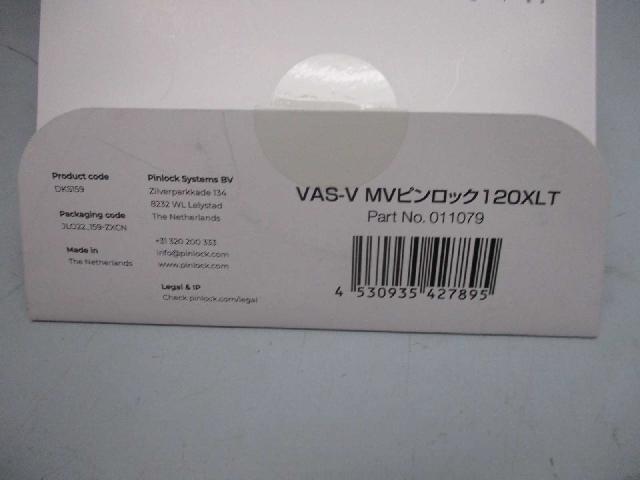 Product code
DKS159
Packaging code
JL022_159-ZXCN
Made in
The Netherlands
Pinlock Systems BV
Zilverparkkade 134
8232 WL Lelystad
The Netherlands
+31 320 200 333
info@pinlock.com
www.pinlock.com
Legal & IP
Check pinlock.com/legal
VAS-V MVピンロック120XLT
Part No. 011079
4 530935 427895